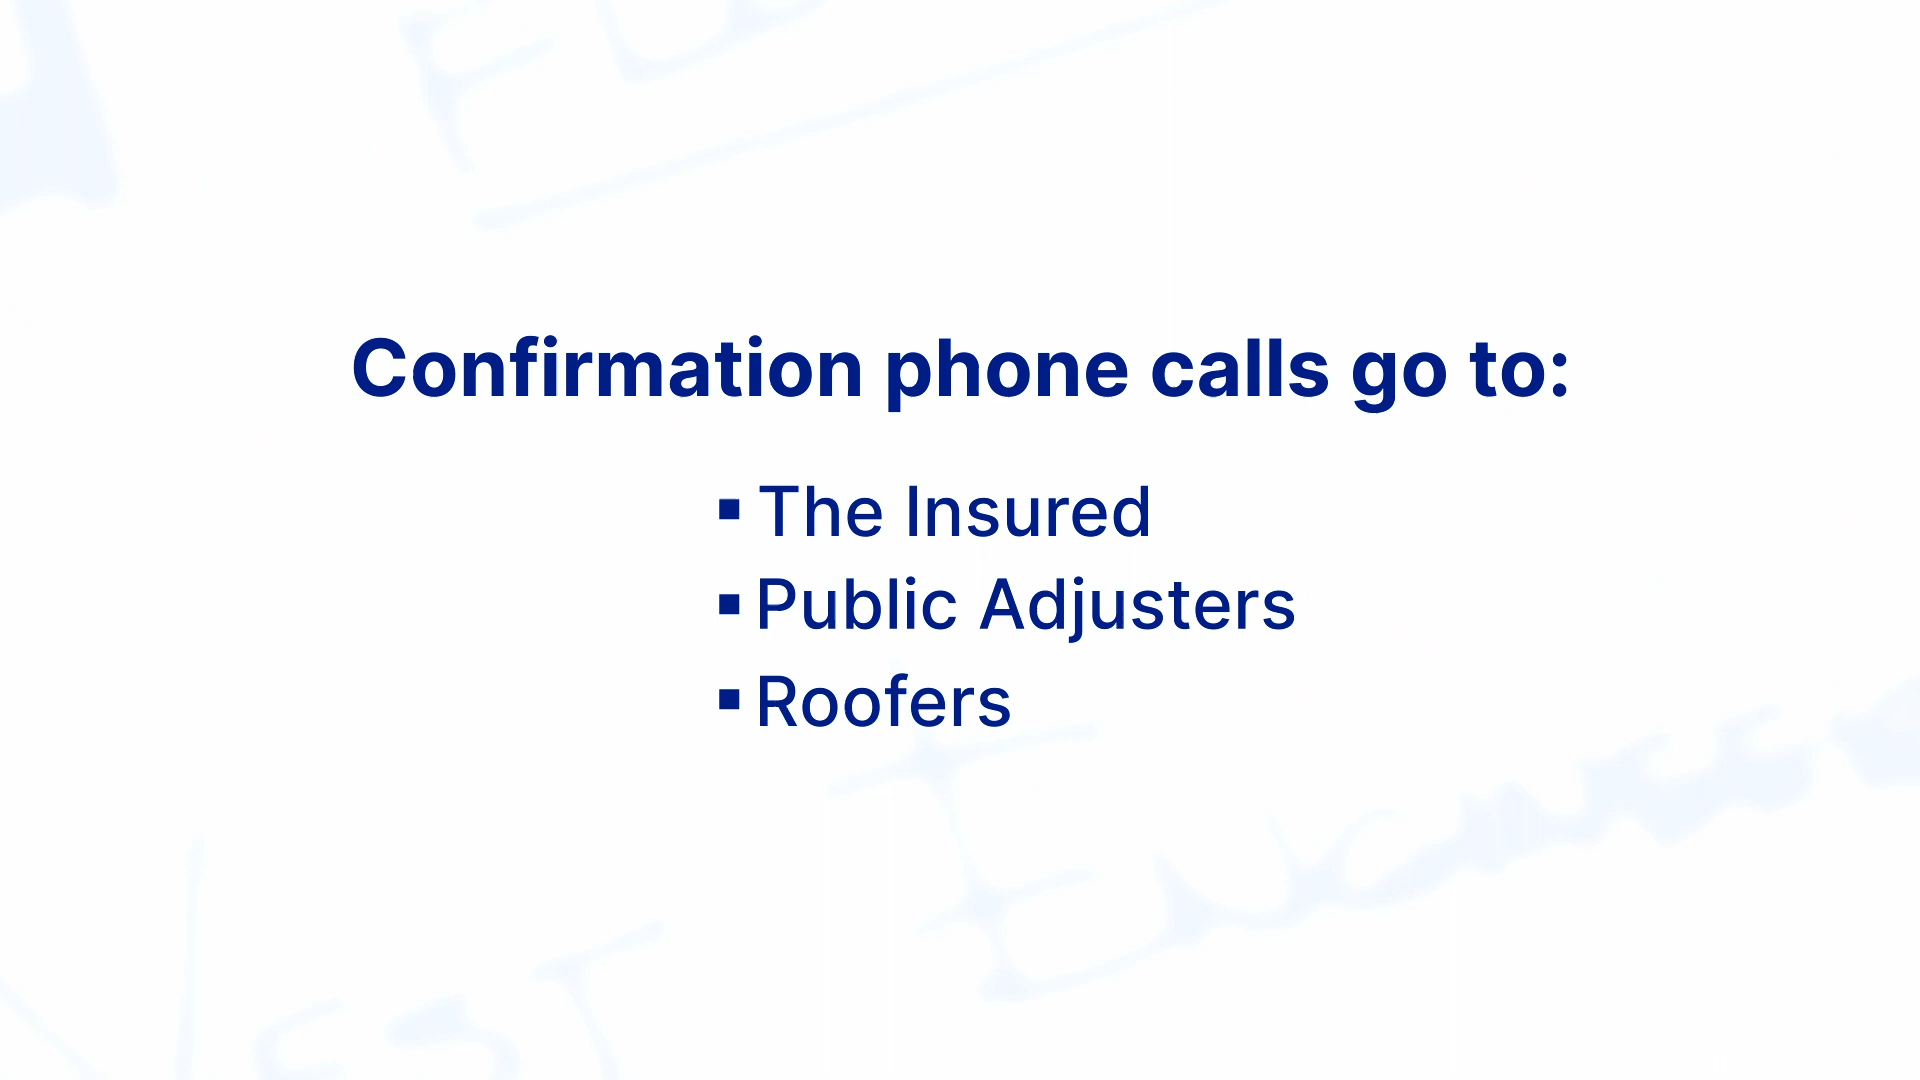 Confirmation phone calls go to:
▪ The Insured
▪ Public Adjusters
▪ Roofers